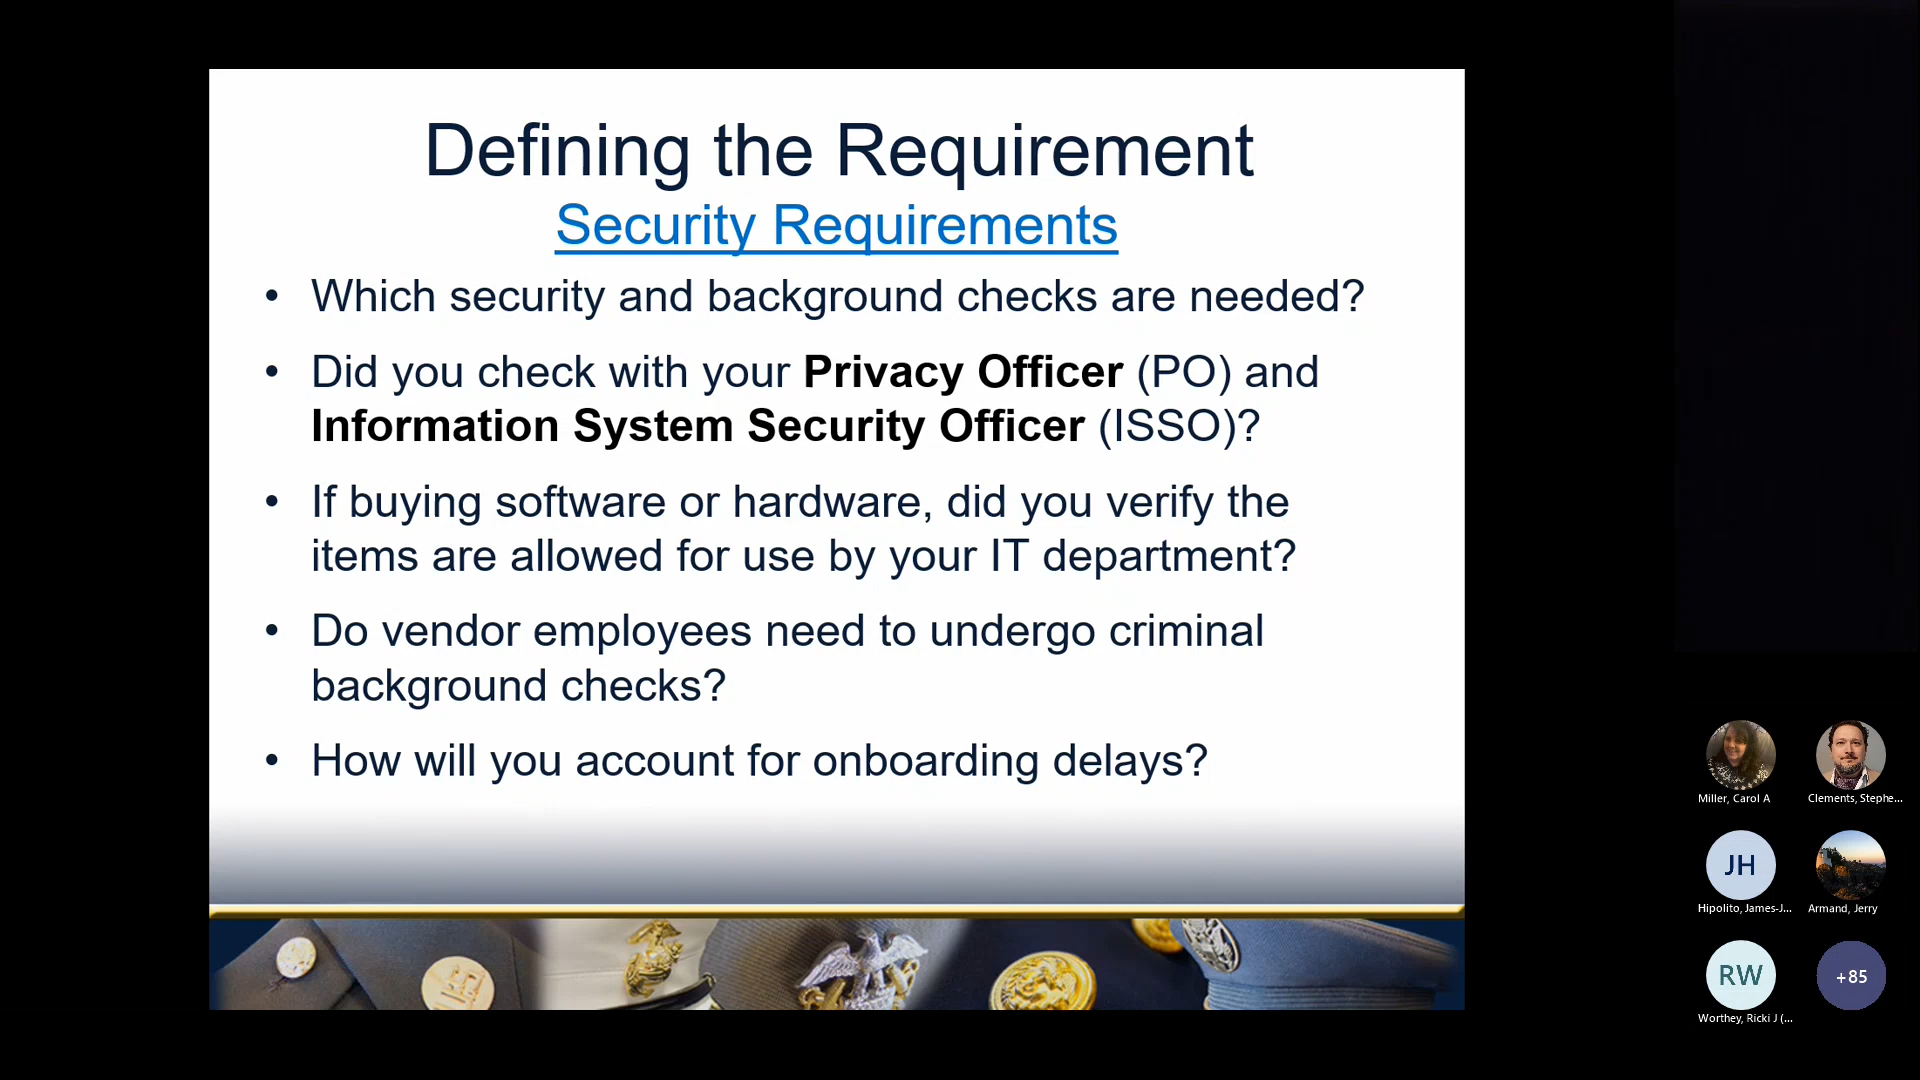 Defining the Requirement
Security Requirements
• Which security and background checks are needed?
• Did you check with your Privacy Officer (PO) and
Information System Security Officer (ISSO)?
• If buying software or hardware, did you verify the
items are allowed for use by your IT department?
• Do vendor employees need to undergo criminal
background checks?
• How will you account for onboarding delays?
Miller, Carol A
Clements, Stephe...
JH
Hipolito, James-J...
Armand, Jerry
RW
+85
Worthey, Ricki J (...